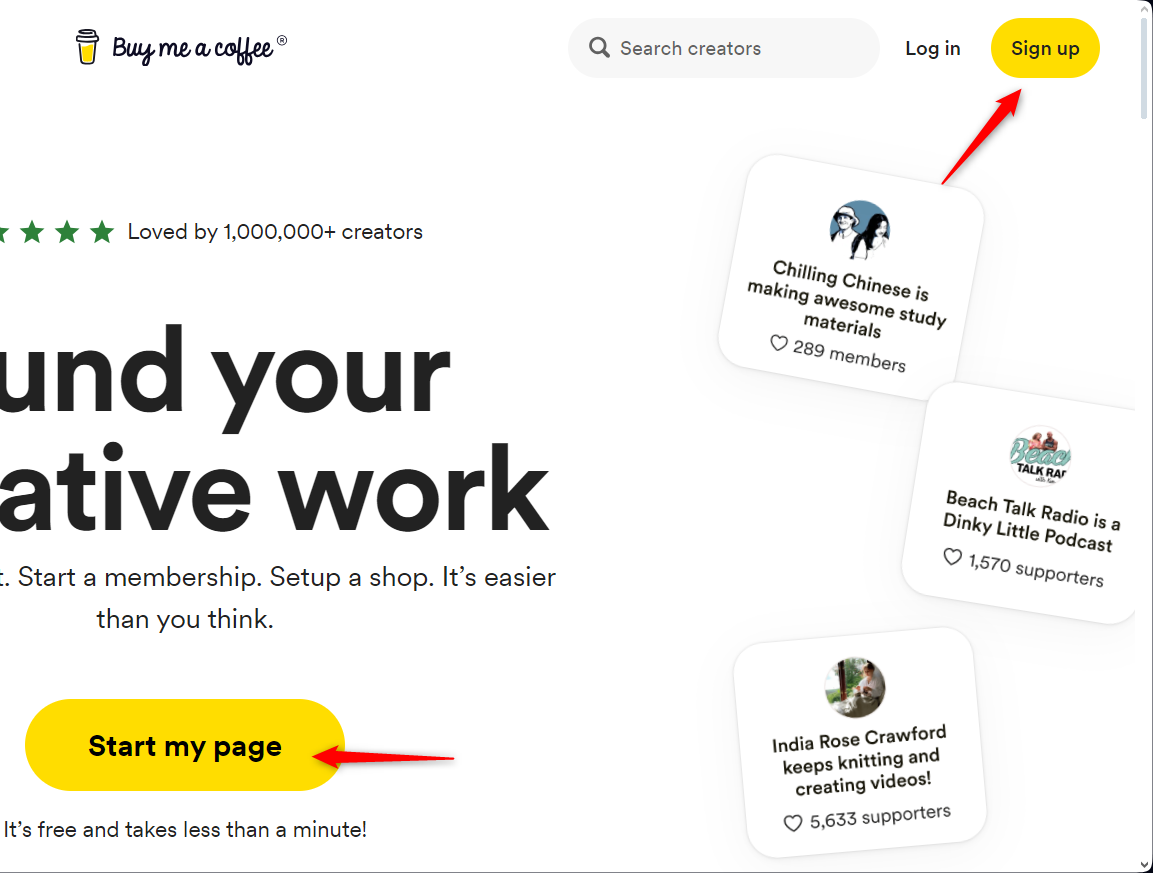 Buy me a coffee®
Search creators
Log in
Sign up
Loved by 1,000,000+ creators
und your
ative work
t. Start a membership. Setup a shop. It’s easier
than you think.
Start my page
It’s free and takes less than a minute!
Chilling Chinese is
making awesome study
materials
289 members
Beach
TALK RAD
Beach Talk Radio is a
Dinky Little Podcast
1,570 supporters
India Rose Crawford
keeps knitting and
creating videos!
5,633 supporters